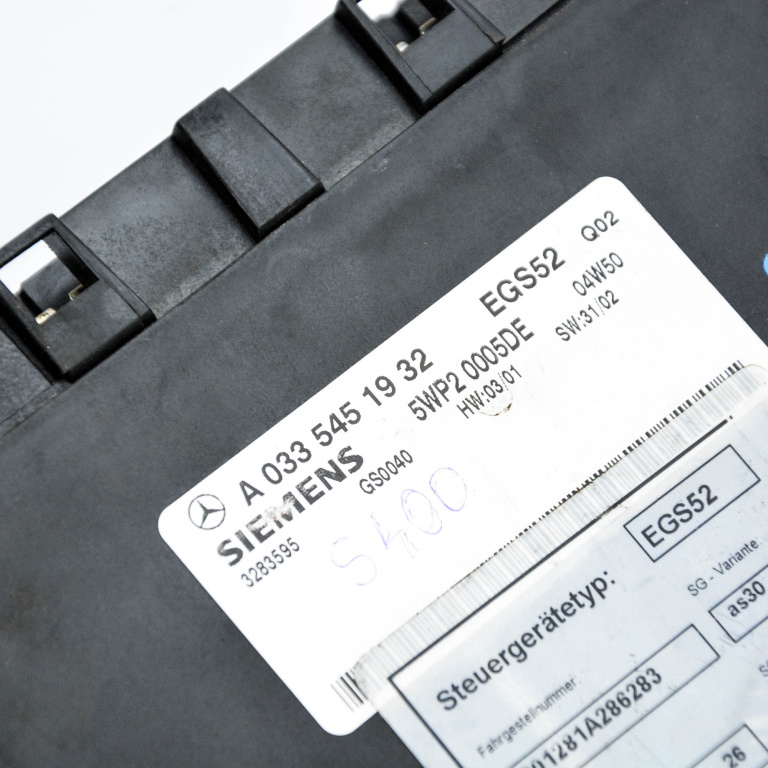 A 033 545 19 32 EGS52 Q02
SIEMENS 5WP2 0005DE 04W50
GS0040 HW:03/01 SW:31/02
3283595
S400
Steuergerätetyp: EGS52
SG - Variante:
as30
Fahrgestellnummer:
01281A286283
26